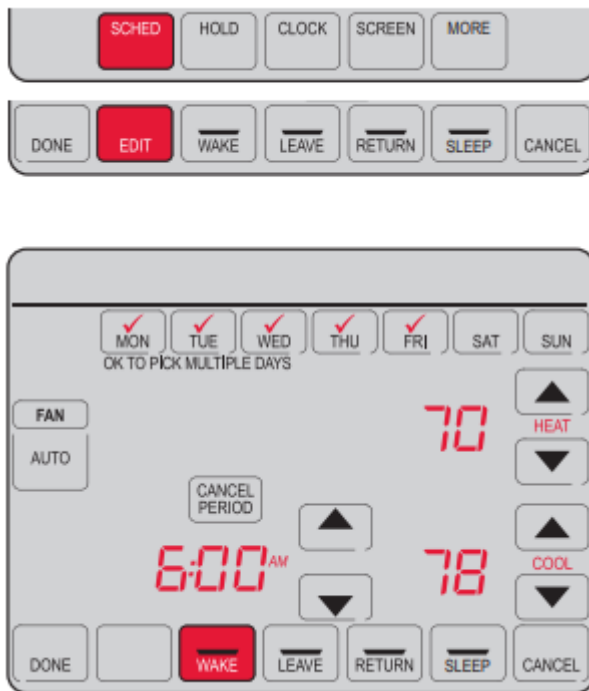 SCHED HOLD CLOCK SCREEN MORE
DONE EDIT WAKE LEAVE RETURN SLEEP CANCEL
MON TUE WED THU FRI SAT SUN
OK TO PICK MULTIPLE DAYS
FAN
AUTO
70
HEAT
CANCEL
PERIOD
6:00 AM
78
COOL
DONE WAKE LEAVE RETURN SLEEP CANCEL